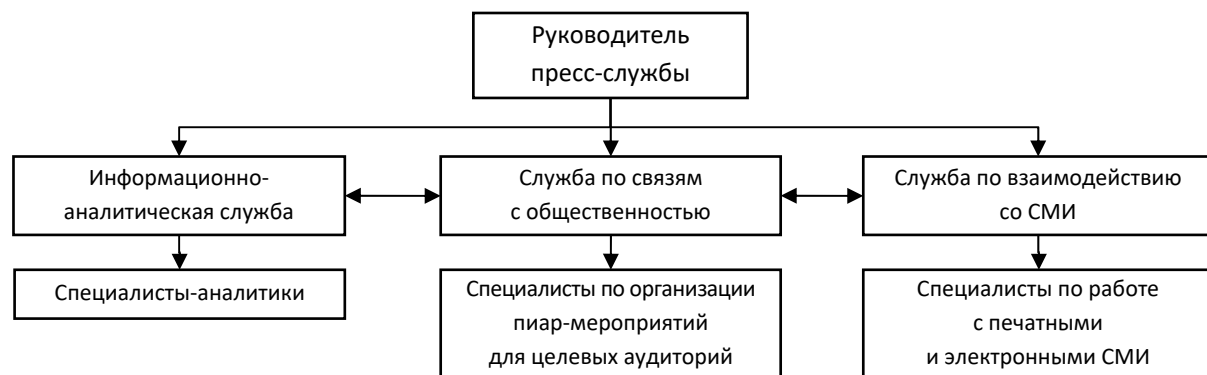 Руководитель
пресс-службы
Информационно-
аналитическая служба
Служба по связям
с общественностью
Служба по взаимодействию
со СМИ
Специалисты-аналитики
Специалисты по организации
пиар-мероприятий
для целевых аудиторий
Специалисты по работе
с печатными
и электронными СМИ